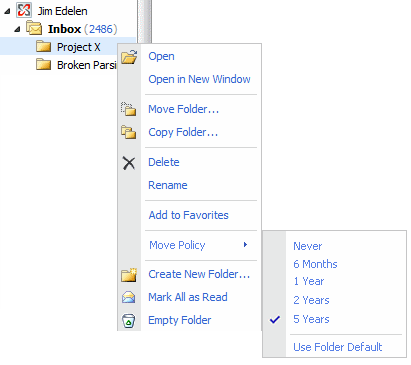 Jim Edelen
Inbox (2486)
Project X
Broken Parsi
Open
Open in New Window
Move Folder...
Copy Folder...
Delete
Rename
Add to Favorites
Move Policy
Create New Folder...
Mark All as Read
Empty Folder
Never
6 Months
1 Year
2 Years
5 Years
Use Folder Default